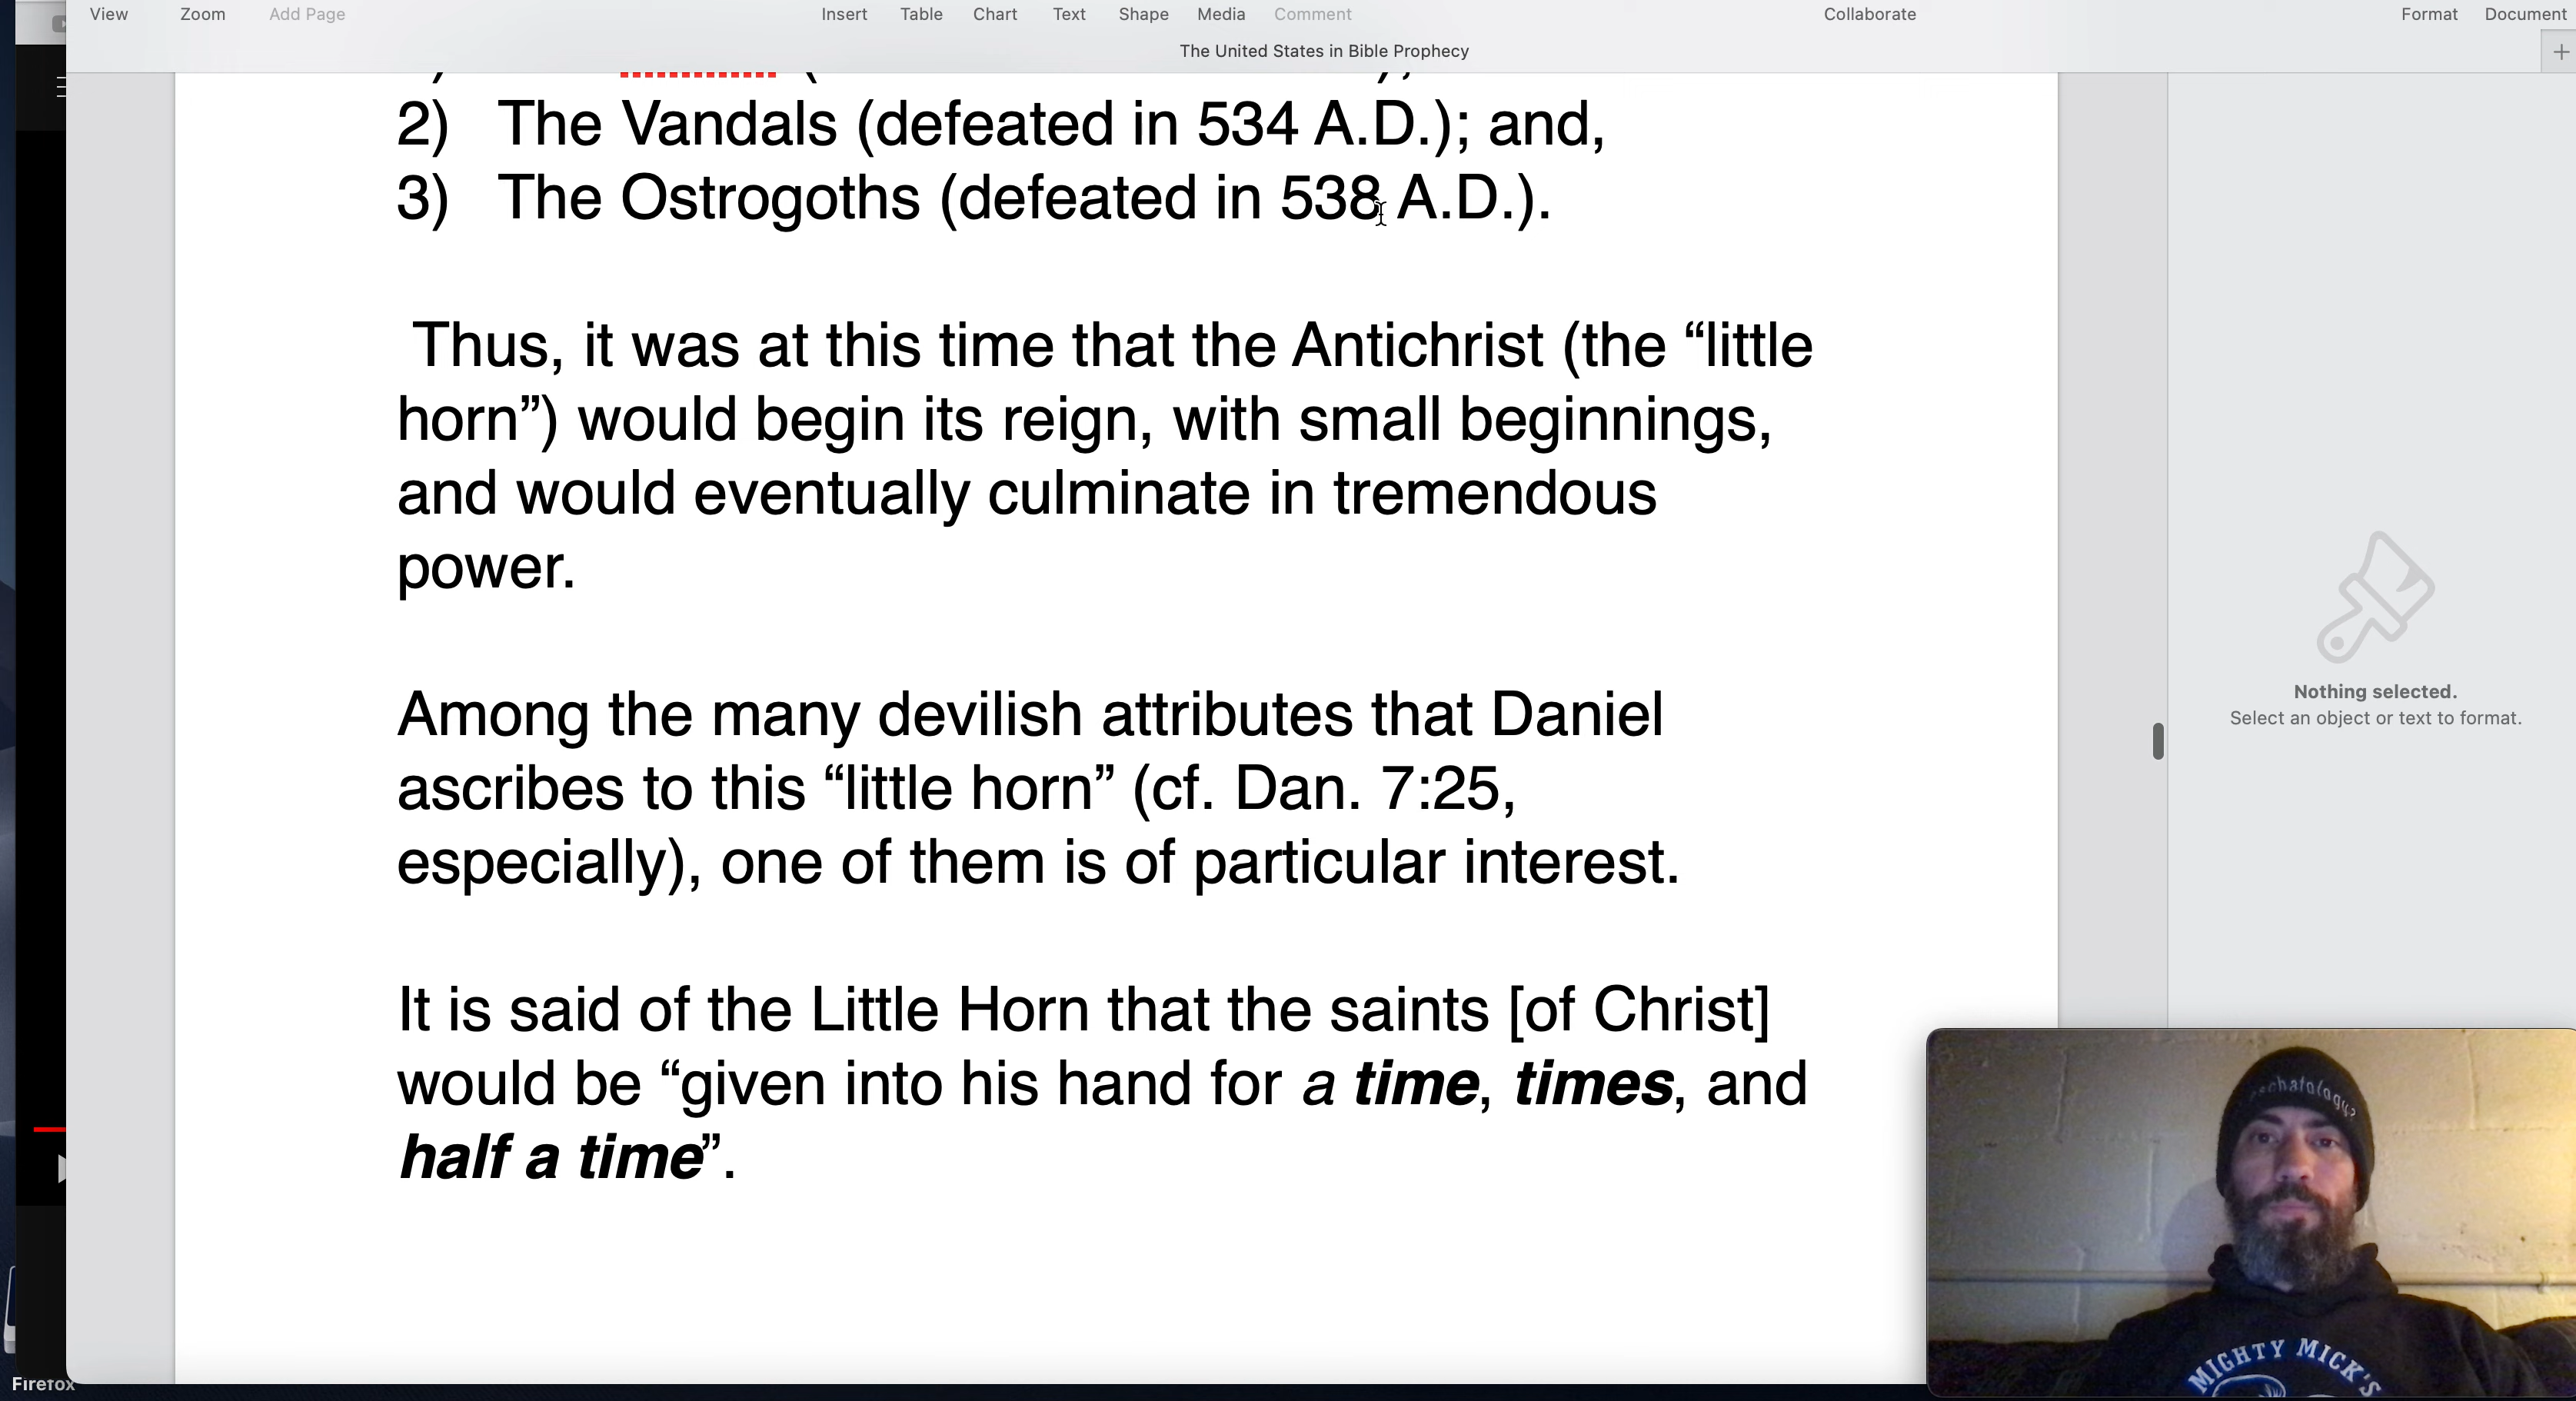 View Zoom Add Page Insert Table Chart Text Shape Media Comment Collaborate Format Document
The United States in Bible Prophecy
2) The Vandals (defeated in 534 A.D.); and,
3) The Ostrogoths (defeated in 538 A.D.).
Thus, it was at this time that the Antichrist (the “little
horn”) would begin its reign, with small beginnings,
and would eventually culminate in tremendous
power.
Among the many devilish attributes that Daniel
ascribes to this “little horn” (cf. Dan. 7:25,
especially), one of them is of particular interest.
It is said of the Little Horn that the saints [of Christ]
would be “given into his hand for a time, times, and
half a time”.
Nothing selected.
Select an object or text to format.
MIGHTY MICK'S
Firefox